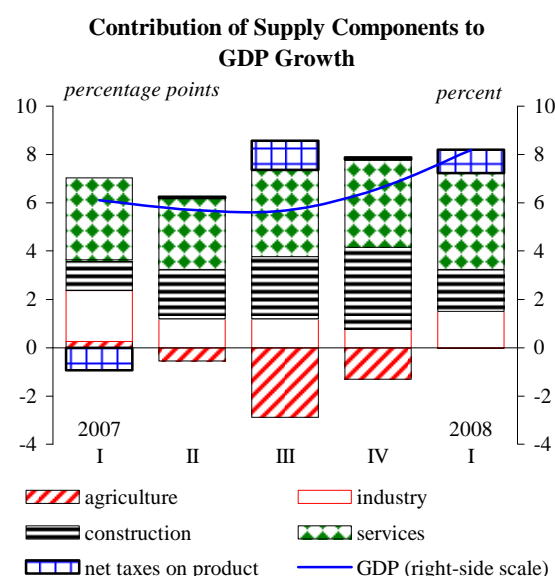 Contribution of Supply Components to
GDP Growth
percentage points percent
10 10
8 8
6 6
4 4
2 2
0 0
-2 -2
-4 -4
2007 2008
I II III IV I
agriculture industry
construction services
net taxes on product GDP (right-side scale)